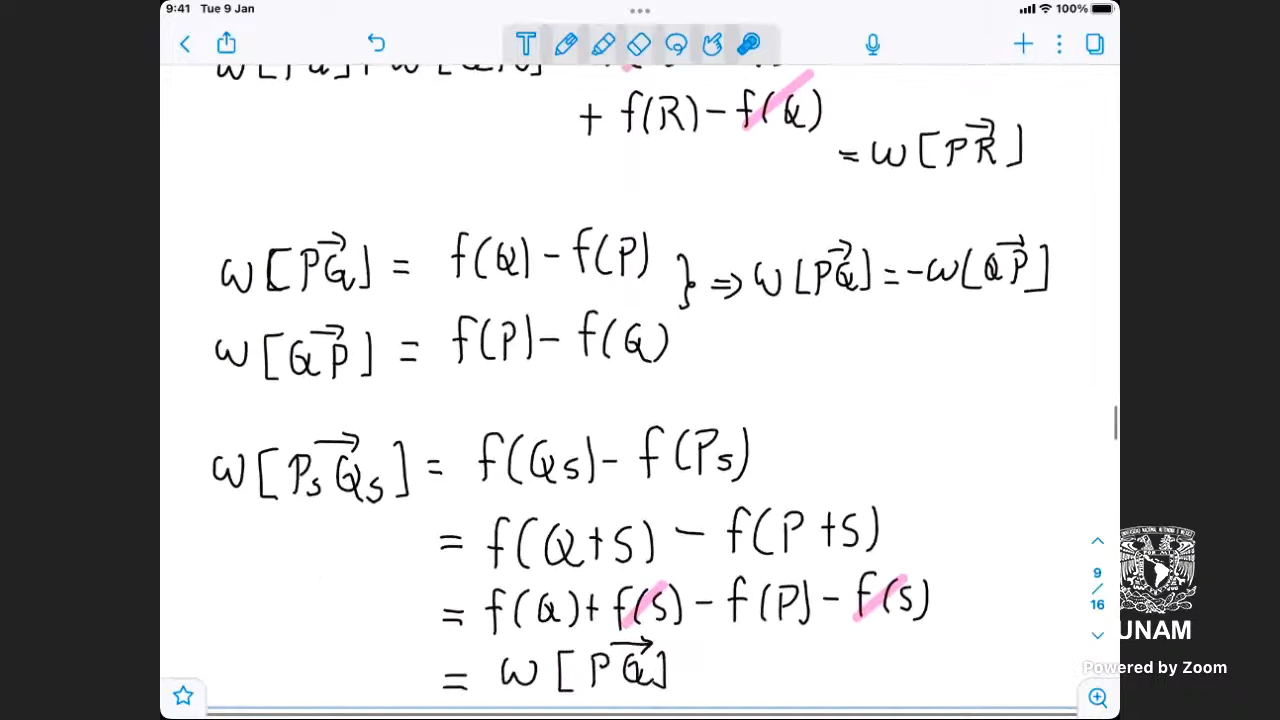 9:41 Tue 9 Jan 100%
+ f(R) - f(Q)
= ω[PR→]
ω[PQ→] = f(Q) - f(P) } ⇒ ω[PQ→] = -ω[QP→]
ω[QP→] = f(P) - f(Q)
ω[PsQs→] = f(Qs) - f(Ps)
= f(Q+S) - f(P+S)
= f(Q) + f(S) - f(P) - f(S)
= ω[PQ→]
9
/
16
UNAM
Powered by Zoom